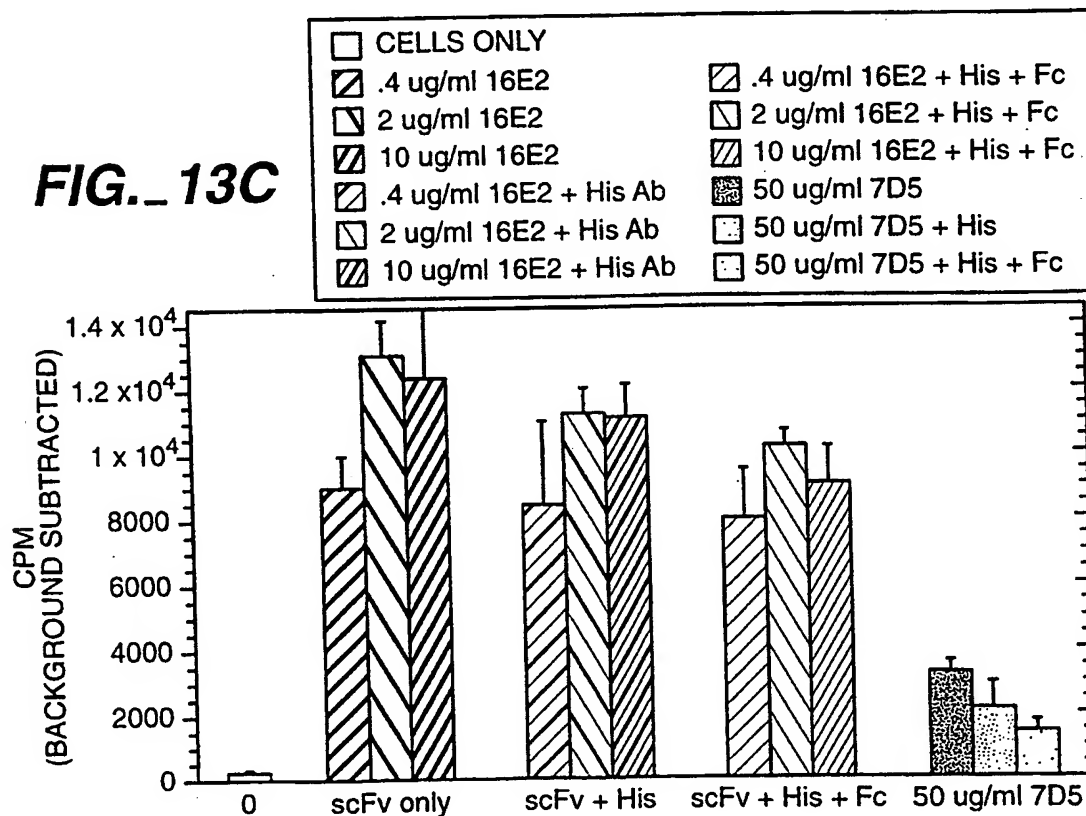 FIG._13C
CELLS ONLY
.4 ug/ml 16E2
2 ug/ml 16E2
10 ug/ml 16E2
.4 ug/ml 16E2 + His Ab
2 ug/ml 16E2 + His Ab
10 ug/ml 16E2 + His Ab
.4 ug/ml 16E2 + His + Fc
2 ug/ml 16E2 + His + Fc
10 ug/ml 16E2 + His + Fc
50 ug/ml 7D5
50 ug/ml 7D5 + His
50 ug/ml 7D5 + His + Fc
CPM
(BACKGROUND SUBTRACTED)
1.4 x 10⁴
1.2 x 10⁴
1 x 10⁴
8000
6000
4000
2000
0
0
scFv only
scFv + His
scFv + His + Fc
50 ug/ml 7D5